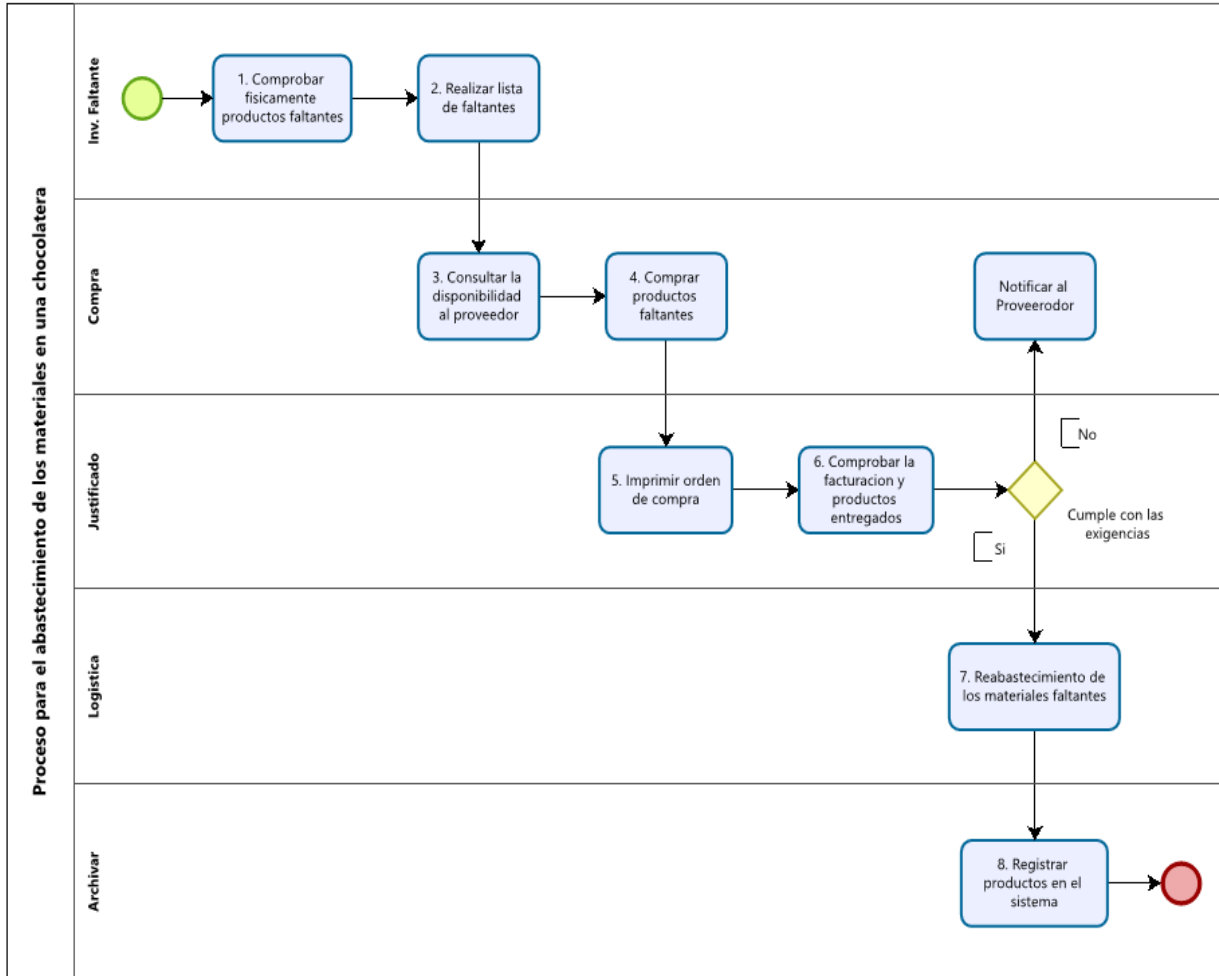 Proceso para el abastecimiento de los materiales en una chocolatera
Inv. Faltante
1. Comprobar
fisicamente
productos faltantes
2. Realizar lista
de faltantes
Compra
3. Consultar la
disponibilidad
al proveedor
4. Comprar
productos
faltantes
Notificar al
Proveerodor
Justificado
5. Imprimir orden
de compra
6. Comprobar la
facturacion y
productos
entregados
No
Cumple con las
exigencias
Si
Logistica
7. Reabastecimiento de
los materiales faltantes
Archivar
8. Registrar
productos en el
sistema